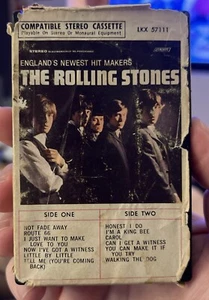 COMPATIBLE STEREO CASSETTE
Playable On Stereo Or Monaural Equipment
LKX 57111
STEREO
LONDON
ENGLAND'S NEWEST HIT MAKERS
THE ROLLING STONES
SIDE ONE
NOT FADE AWAY
ROUTE 66
I JUST WANT TO MAKE
LOVE TO YOU
NOW I'VE GOT A WITNESS
LITTLE BY LITTLE
TELL ME (YOU'RE COMING
BACK)
SIDE TWO
HONEST I DO
I'M A KING BEE
CAROL
CAN I GET A WITNESS
YOU CAN MAKE IT IF
YOU TRY
WALKING THE DOG